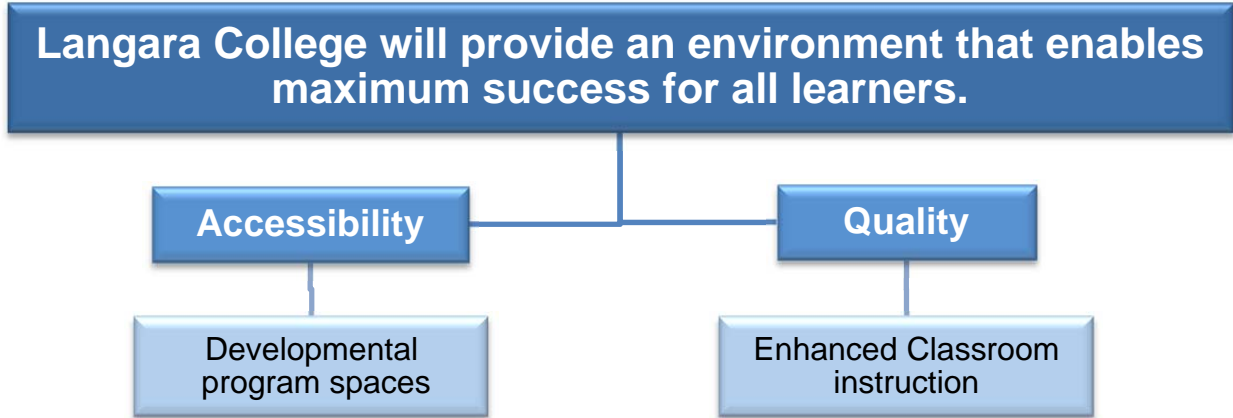 Langara College will provide an environment that enables
maximum success for all learners.
Accessibility
Quality
Developmental
program spaces
Enhanced Classroom
instruction